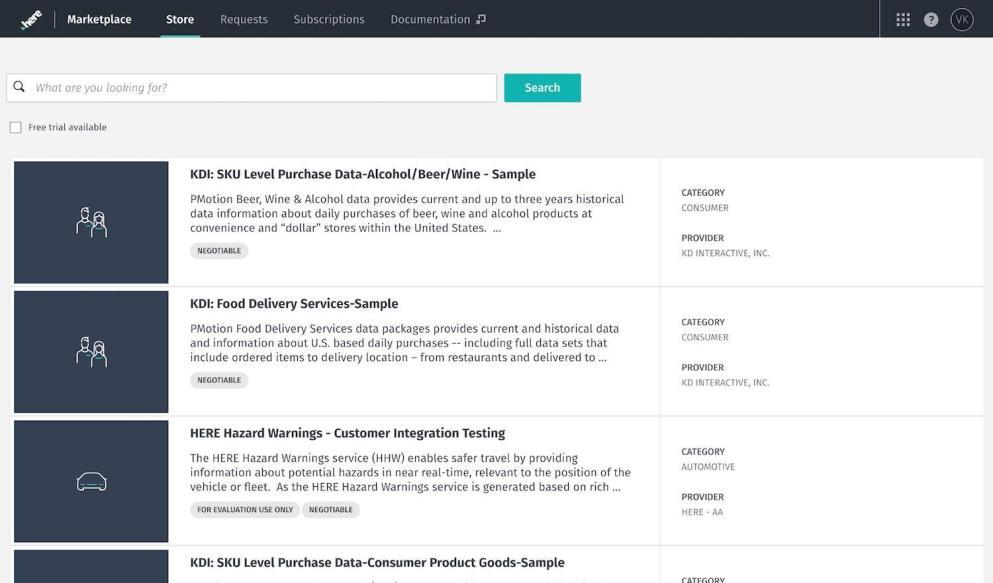 here Marketplace Store Requests Subscriptions Documentation ? VK
What are you looking for? Search
Free trial available
KDI: SKU Level Purchase Data-Alcohol/Beer/Wine - Sample
PMotion Beer, Wine & Alcohol data provides current and up to three years historical
data information about daily purchases of beer, wine and alcohol products at
convenience and “dollar” stores within the United States. ...
NEGOTIABLE
CATEGORY
CONSUMER
PROVIDER
KD INTERACTIVE, INC.
KDI: Food Delivery Services-Sample
PMotion Food Delivery Services data packages provides current and historical data
and information about U.S. based daily purchases -- including full data sets that
include ordered items to delivery location – from restaurants and delivered to ...
NEGOTIABLE
CATEGORY
CONSUMER
PROVIDER
KD INTERACTIVE, INC.
HERE Hazard Warnings - Customer Integration Testing
The HERE Hazard Warnings service (HHW) enables safer travel by providing
information about potential hazards in near real-time, relevant to the position of the
vehicle or fleet. As the HERE Hazard Warnings service is generated based on rich ...
FOR EVALUATION USE ONLY NEGOTIABLE
CATEGORY
AUTOMOTIVE
PROVIDER
HERE - AA
KDI: SKU Level Purchase Data-Consumer Product Goods-Sample
CATEGORY